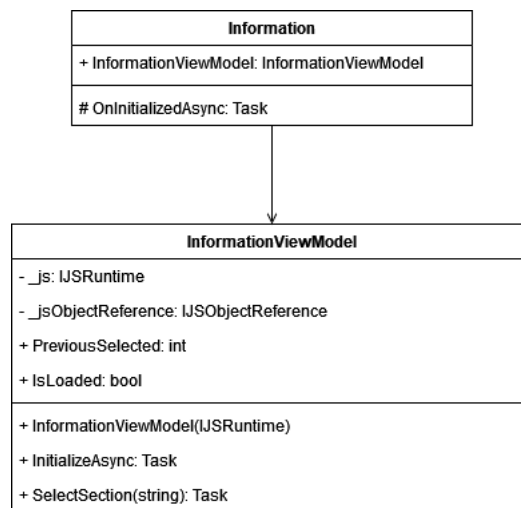 Information
+ InformationViewModel: InformationViewModel
# OnInitializedAsync: Task
InformationViewModel
- _js: IJSRuntime
- _jsObjectReference: IJSObjectReference
+ PreviousSelected: int
+ IsLoaded: bool
+ InformationViewModel(IJSRuntime)
+ InitializeAsync: Task
+ SelectSection(string): Task